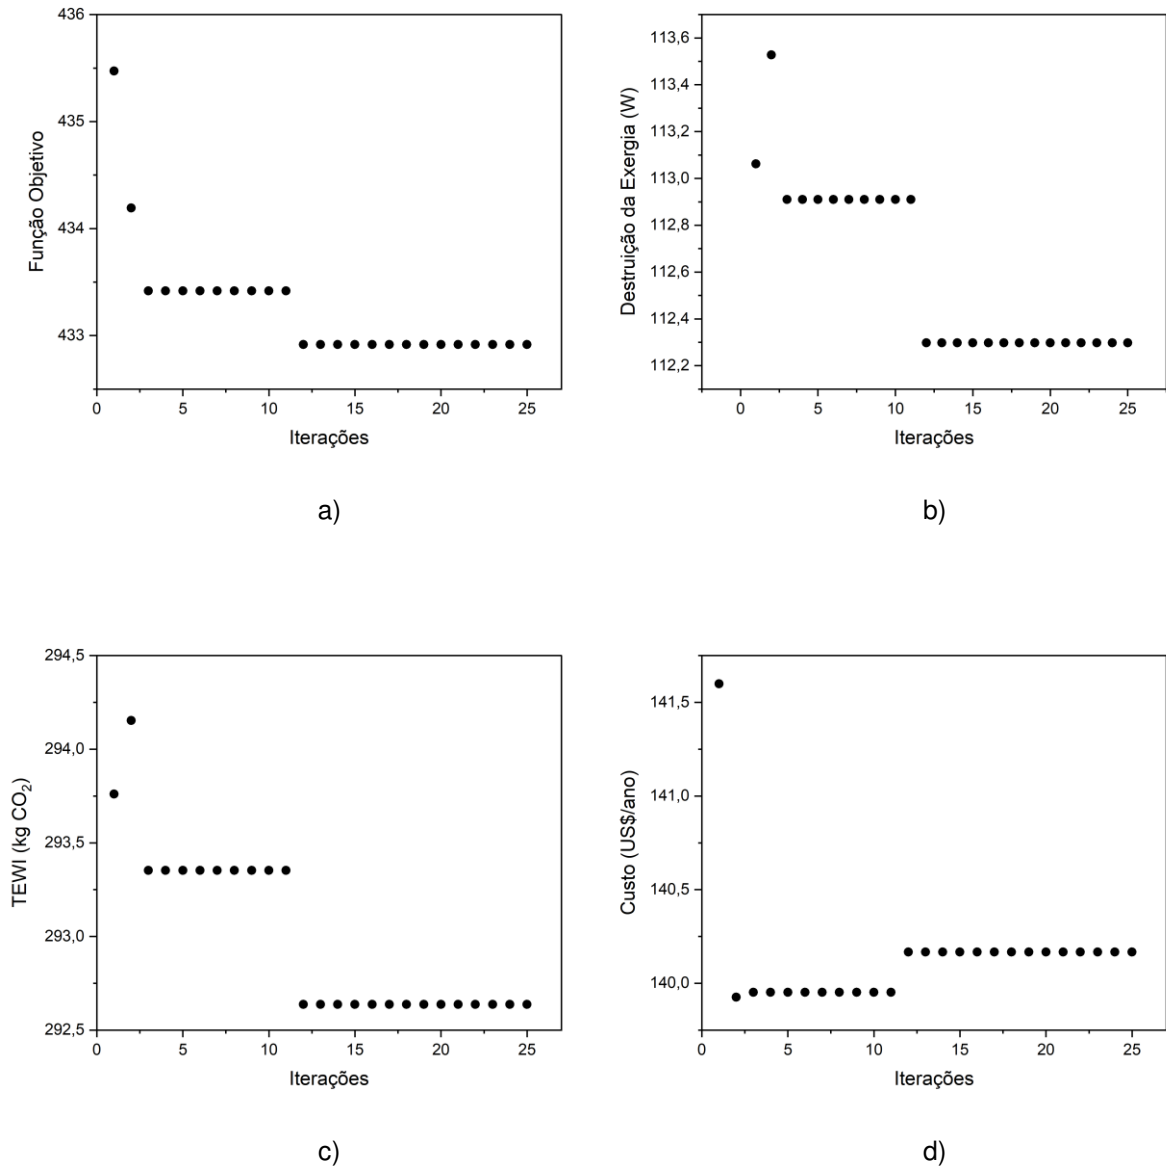 436
435
434
433
Função Objetivo
0 5 10 15 20 25
Iterações
a)
113,6
113,4
113,2
113,0
112,8
112,6
112,4
112,2
Destruição da Exergia (W)
0 5 10 15 20 25
Iterações
b)
294,5
294,0
293,5
293,0
292,5
TEWI (kg CO₂)
0 5 10 15 20 25
Iterações
c)
141,5
141,0
140,5
140,0
Custo (US$/ano)
0 5 10 15 20 25
Iterações
d)